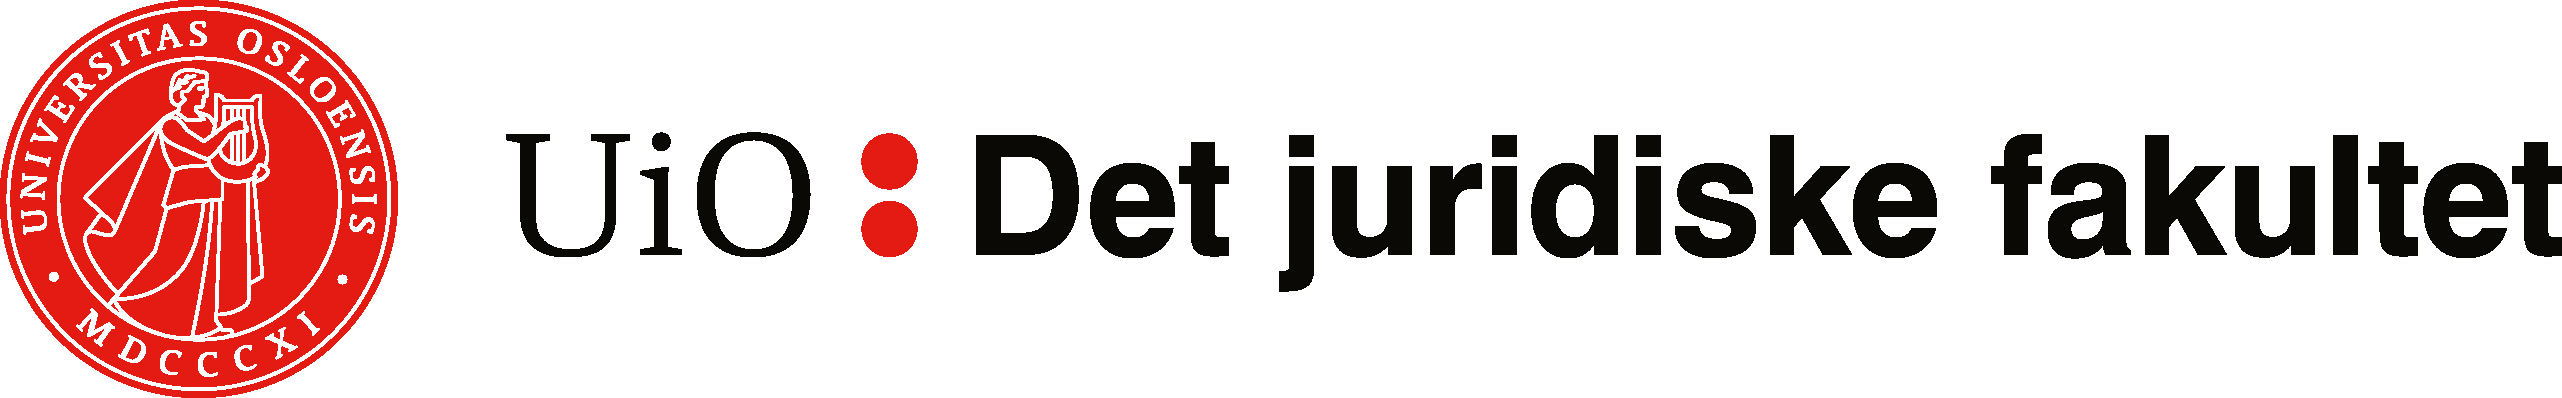 UNIVERSITAS OSLOENSIS
MDCCCXI
UiO : Det juridiske fakultet